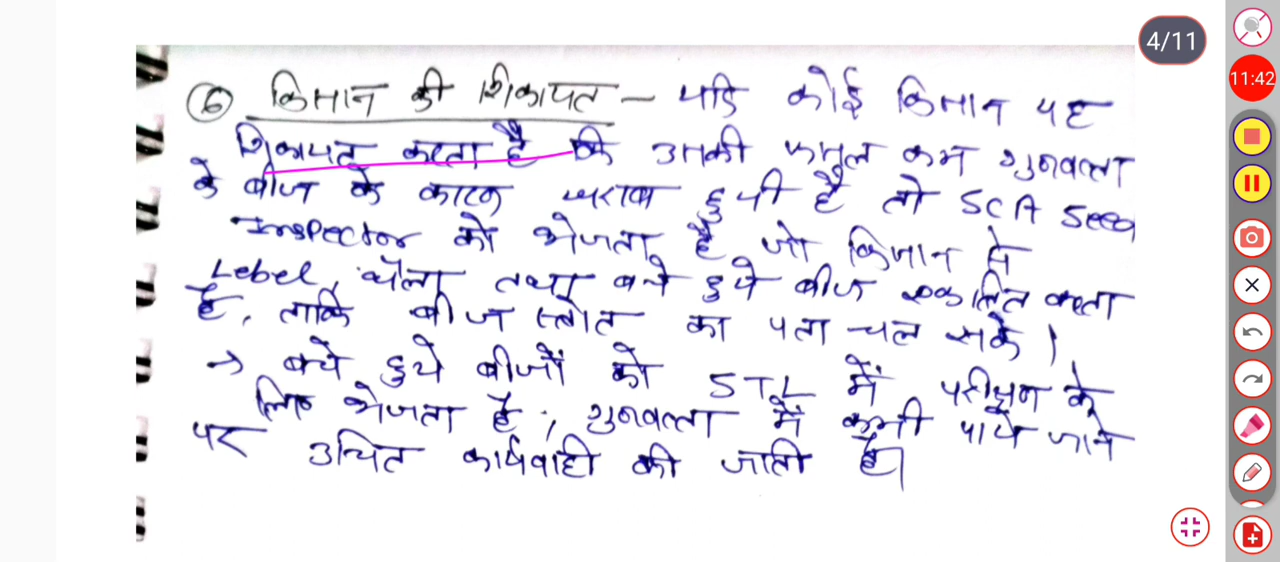 4/11
11:42
⑥ किसान की शिकायत – यदि कोई किसान यह
शिकायत करता है कि उसकी फसल कम गुणवत्ता
के बीज के कारण खराब हुयी है तो SCA Seed
Inspector को भेजता है जो किसान से
Lebel, थैला तथा बचे हुये बीज एकत्रित करता
है, ताकि बीज स्त्रोत का पता चल सके।
→ बचे हुये बीजों को STL में परीक्षण के
लिए भेजता है, गुणवत्ता में कमी पाये जाने
पर उचित कार्यवाही की जाती है।